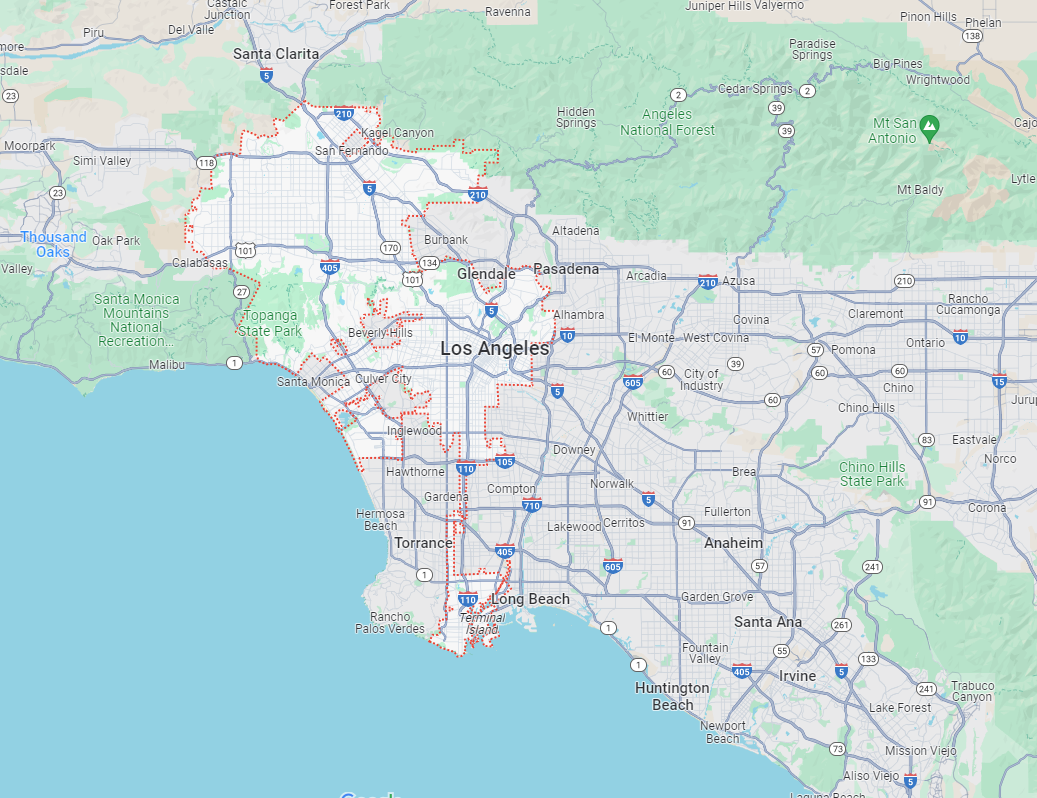 Castaic
Junction
Forest Park
Ravenna
Juniper Hills
Valyermo
Pinon Hills
Phelan
138
Piru
Del Valle
more
Santa Clarita
5
Paradise
Springs
Big Pines
Wrightwood
sdale
23
Cedar Springs
2
2
39
Hidden
Springs
Angeles
National Forest
39
Mt San
Antonio
Cajo
210
Kagel Canyon
San Fernando
Moorpark
Simi Valley
118
Lytle
Mt Baldy
23
5
210
Thousand
Oaks
Oak Park
Valley
Calabasas
101
405
170
Burbank
134
101
Glendale
Pasadena
Altadena
Arcadia
210
Azusa
210
Rancho
Cucamonga
27
Santa Monica
Mountains
National
Recreation...
Topanga
State Park
Beverly Hills
5
Alhambra
10
Covina
Claremont
Los Angeles
El Monte
West Covina
57
Pomona
Ontario
10
Malibu
1
Santa Monica
Culver City
5
605
60
City of
Industry
39
60
60
Chino
15
60
Jurup
Chino Hills
Whittier
Inglewood
Downey
83
Eastvale
Norco
Hawthorne
110
105
Brea
Chino Hills
State Park
Gardena
Compton
Norwalk
5
91
Corona
710
Hermosa
Beach
Lakewood
Cerritos
91
Fullerton
Torrance
405
Anaheim
1
605
57
241
110
Long Beach
Garden Grove
Rancho
Palos Verdes
Terminal
Island
1
Santa Ana
261
55
133
Fountain
Valley
1
405
Irvine
5
241
Huntington
Beach
Trabuco
Canyon
Lake Forest
Newport
Beach
73
Mission Viejo
Aliso Viejo
5
Laguna Beach
Google